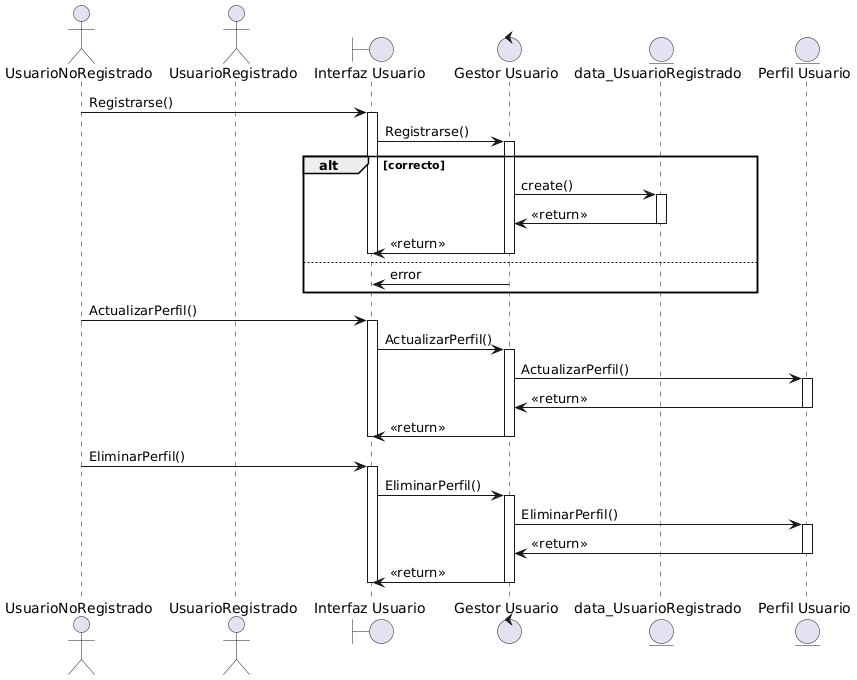 UsuarioNoRegistrado UsuarioRegistrado Interfaz Usuario Gestor Usuario data_UsuarioRegistrado Perfil Usuario
Registrarse()
Registrarse()
alt [correcto]
create()
«return»
«return»
error
ActualizarPerfil()
ActualizarPerfil()
ActualizarPerfil()
«return»
«return»
EliminarPerfil()
EliminarPerfil()
EliminarPerfil()
«return»
«return»
UsuarioNoRegistrado UsuarioRegistrado Interfaz Usuario Gestor Usuario data_UsuarioRegistrado Perfil Usuario